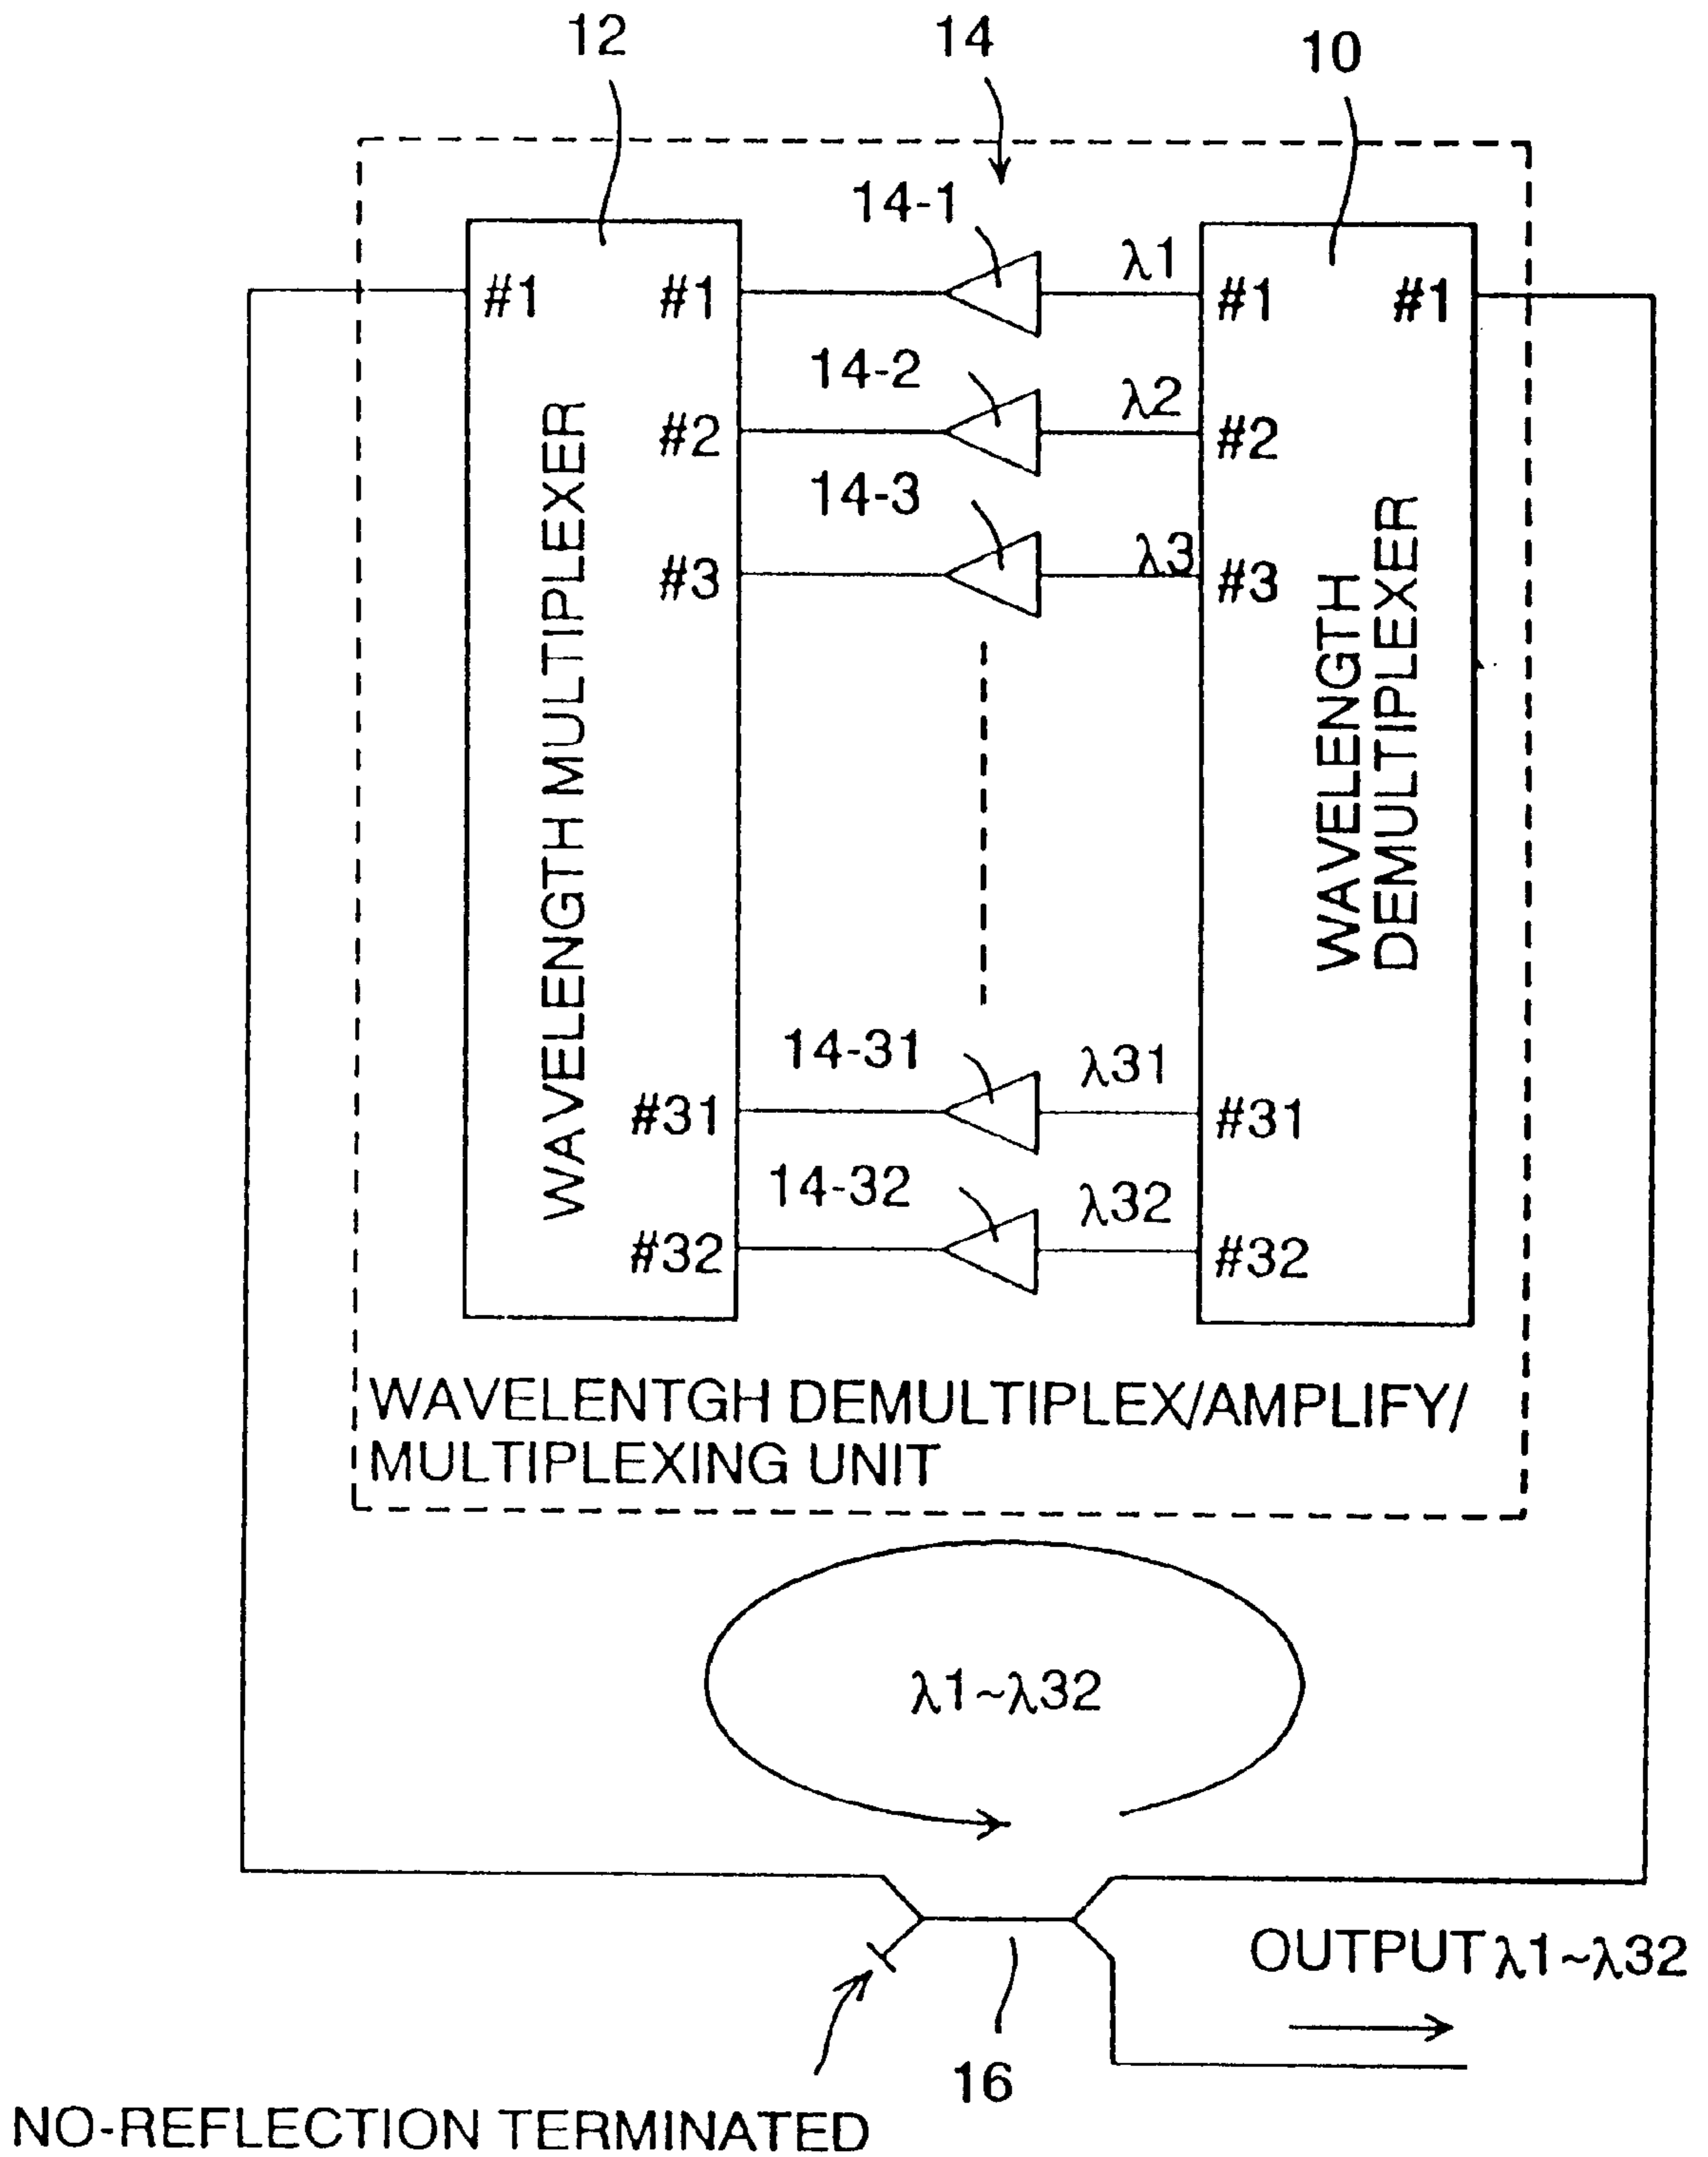 12
14
10
14-1
λ1
#1
#1
#1
#1
14-2
λ2
#2
#2
14-3
λ3
#3
#3
WAVELENGTH MULTIPLEXER
WAVELENGTH
DEMULTIPLEXER
14-31
λ31
#31
#31
14-32
λ32
#32
#32
WAVELENTGH DEMULTIPLEX/AMPLIFY/
MULTIPLEXING UNIT
λ1~λ32
OUTPUT λ1~λ32
16
NO-REFLECTION TERMINATED